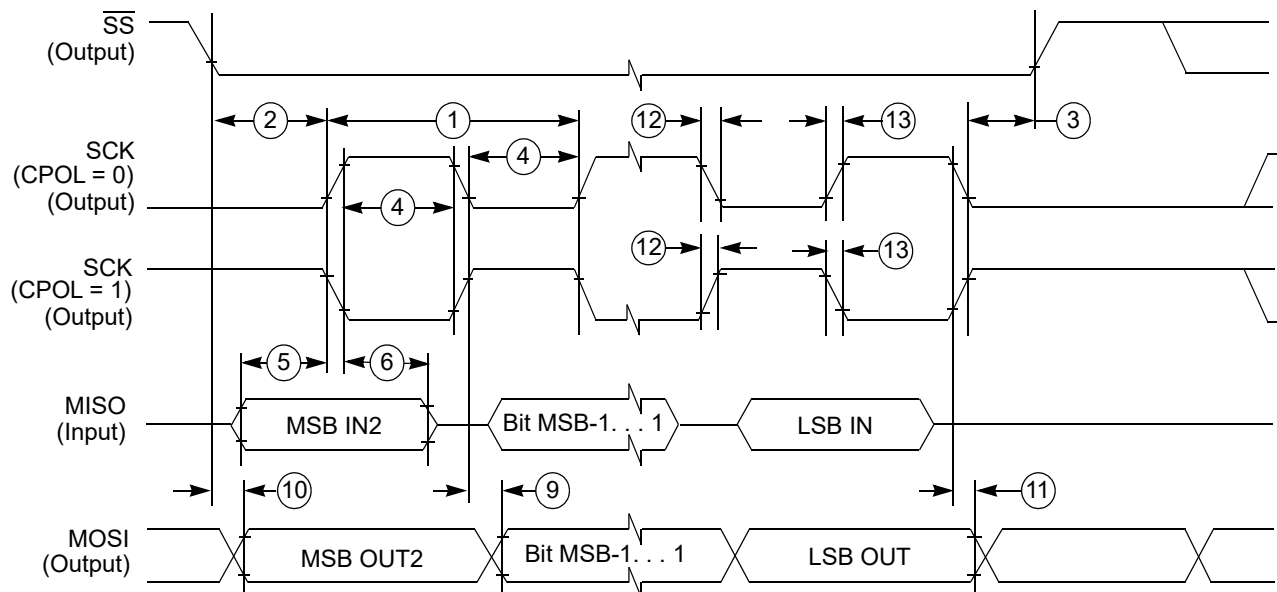 SS
(Output)
2
1
12
13
3
SCK
(CPOL = 0)
(Output)
4
4
12
13
SCK
(CPOL = 1)
(Output)
5
6
MISO
(Input)
MSB IN2
Bit MSB-1. . . 1
LSB IN
10
9
11
MOSI
(Output)
MSB OUT2
Bit MSB-1. . . 1
LSB OUT